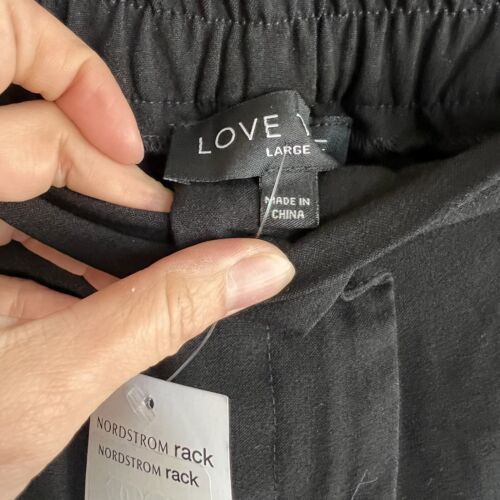 LOVE
LARGE
MADE IN
CHINA
NORDSTROM rack
NORDSTROM rack